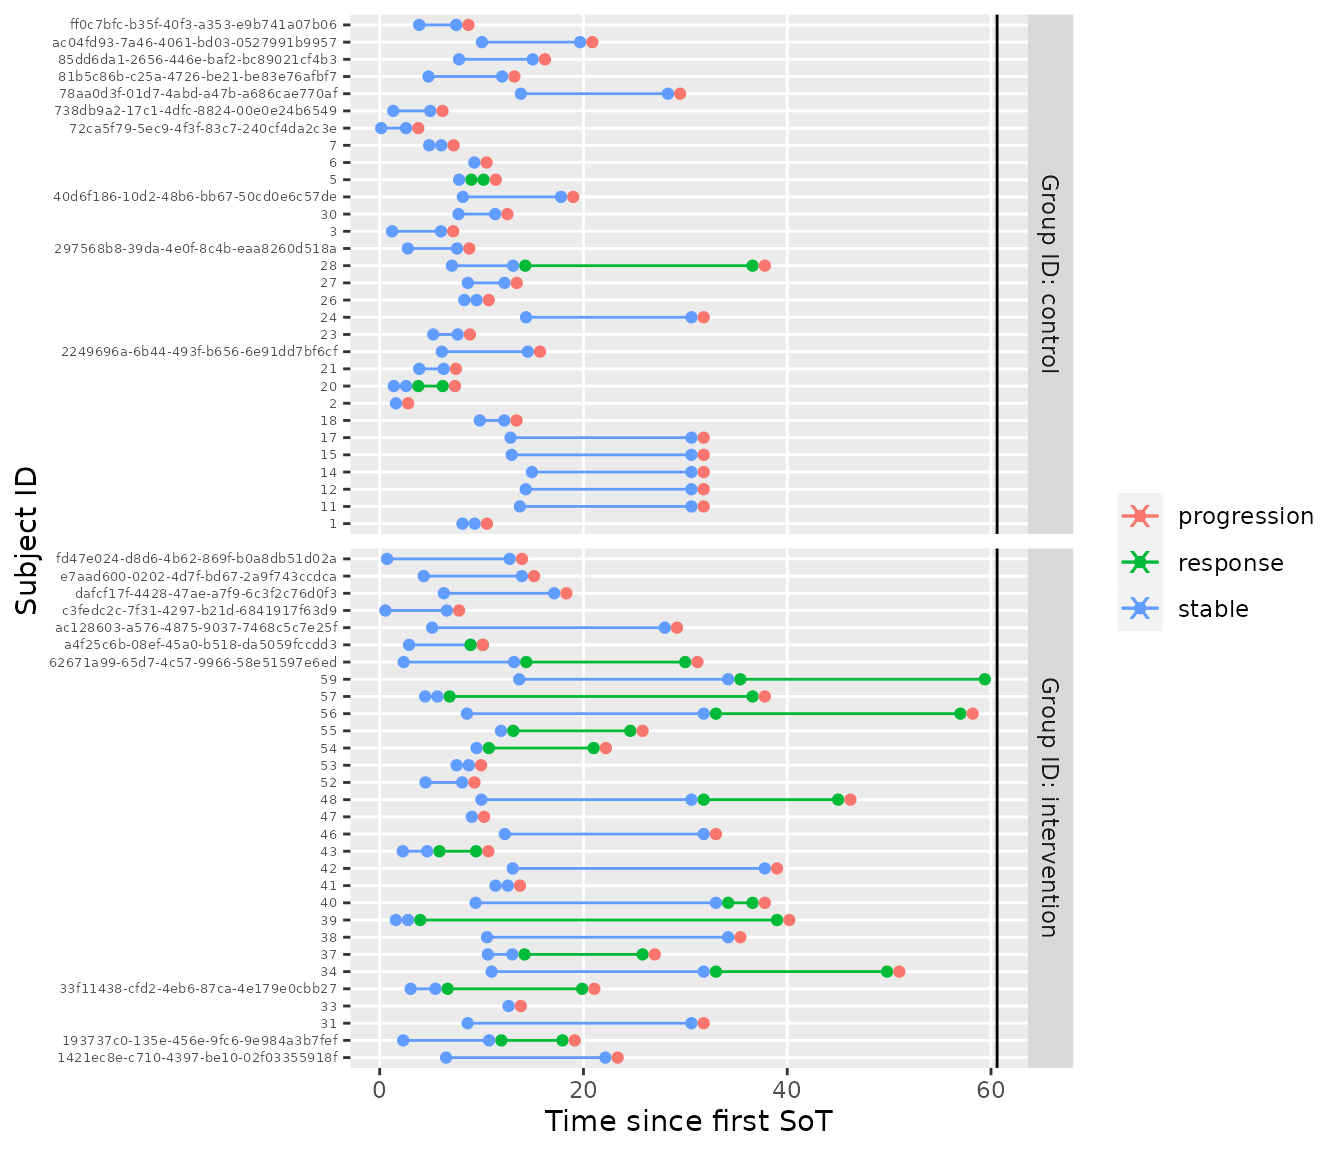 Subject ID
ff0c7bfc-b35f-40f3-a353-e9b741a07b06
ac04fd93-7a46-4061-bd03-0527991b9957
85dd6da1-2656-446e-baf2-bc89021cf4b3
81b5c86b-c25a-4726-be21-be83e76afbf7
78aa0d3f-01d7-4abd-a47b-a686cae770af
738db9a2-17c1-4dfc-8824-00e0e24b6549
72ca5f79-5ec9-4f3f-83c7-240cf4da2c3e
7
6
5
40d6f186-10d2-48b6-bb67-50cd0e6c57de
30
3
297568b8-39da-4e0f-8c4b-eaa8260d518a
28
27
26
24
23
2249696a-6b44-493f-b656-6e91dd7bf6cf
21
20
2
18
17
15
14
12
11
1
Group ID: control
fd47e024-d8d6-4b62-869f-b0a8db51d02a
e7aad600-0202-4d7f-bd67-2a9f743ccdca
dafcf17f-4428-47ae-a7f9-6c3f2c76d0f3
c3fedc2c-7f31-4297-b21d-6841917f63d9
ac128603-a576-4875-9037-7468c5c7e25f
a4f25c6b-08ef-45a0-b518-da5059fccdd3
62671a99-65d7-4c57-9966-58e51597e6ed
59
57
56
55
54
53
52
48
47
46
43
42
41
40
39
38
37
34
33f11438-cfd2-4eb6-87ca-4e179e0cbb27
33
31
193737c0-135e-456e-9fc6-9e984a3b7fef
1421ec8e-c710-4397-be10-02f03355918f
Group ID: intervention
0 20 40 60
Time since first SoT
progression
response
stable